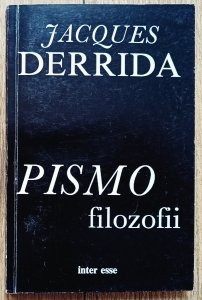 JACQUES
DERRIDA
PISMO
filozofii
inter esse